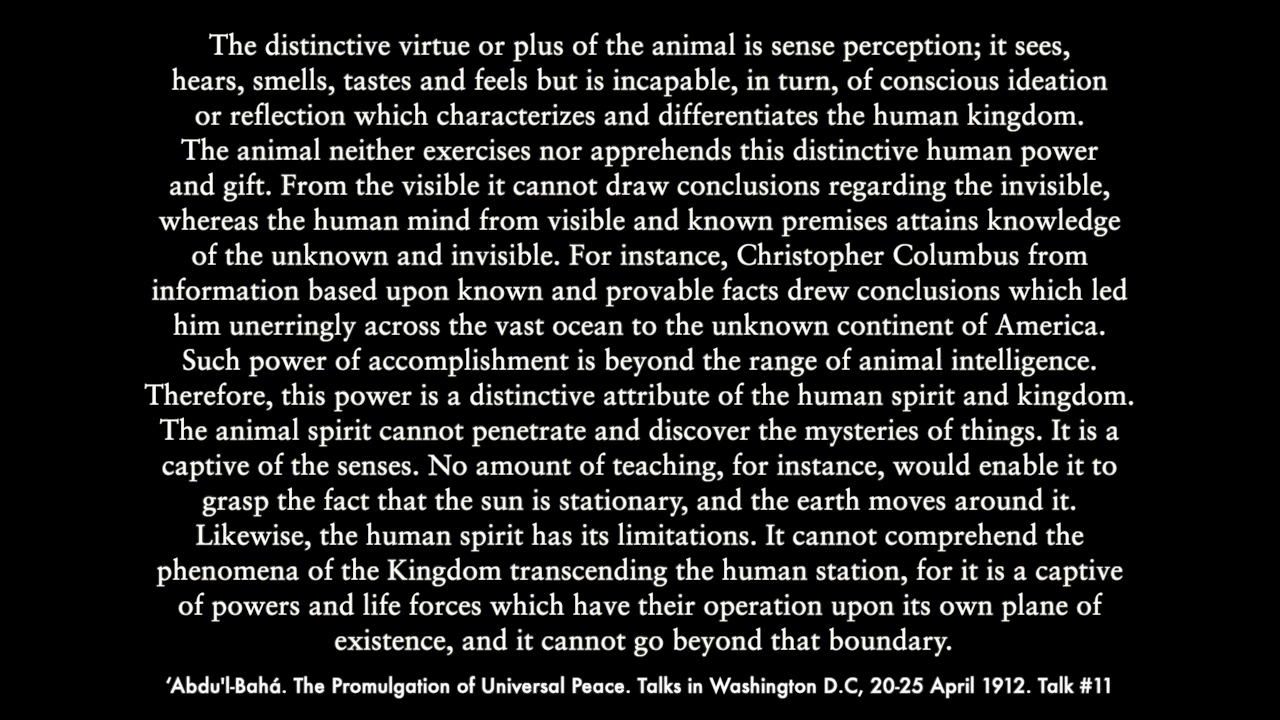 The distinctive virtue or plus of the animal is sense perception; it sees,
hears, smells, tastes and feels but is incapable, in turn, of conscious ideation
or reflection which characterizes and differentiates the human kingdom.
The animal neither exercises nor apprehends this distinctive human power
and gift. From the visible it cannot draw conclusions regarding the invisible,
whereas the human mind from visible and known premises attains knowledge
of the unknown and invisible. For instance, Christopher Columbus from
information based upon known and provable facts drew conclusions which led
him unerringly across the vast ocean to the unknown continent of America.
Such power of accomplishment is beyond the range of animal intelligence.
Therefore, this power is a distinctive attribute of the human spirit and kingdom.
The animal spirit cannot penetrate and discover the mysteries of things. It is a
captive of the senses. No amount of teaching, for instance, would enable it to
grasp the fact that the sun is stationary, and the earth moves around it.
Likewise, the human spirit has its limitations. It cannot comprehend the
phenomena of the Kingdom transcending the human station, for it is a captive
of powers and life forces which have their operation upon its own plane of
existence, and it cannot go beyond that boundary.
‘Abdu'l-Bahá. The Promulgation of Universal Peace. Talks in Washington D.C, 20-25 April 1912. Talk #11